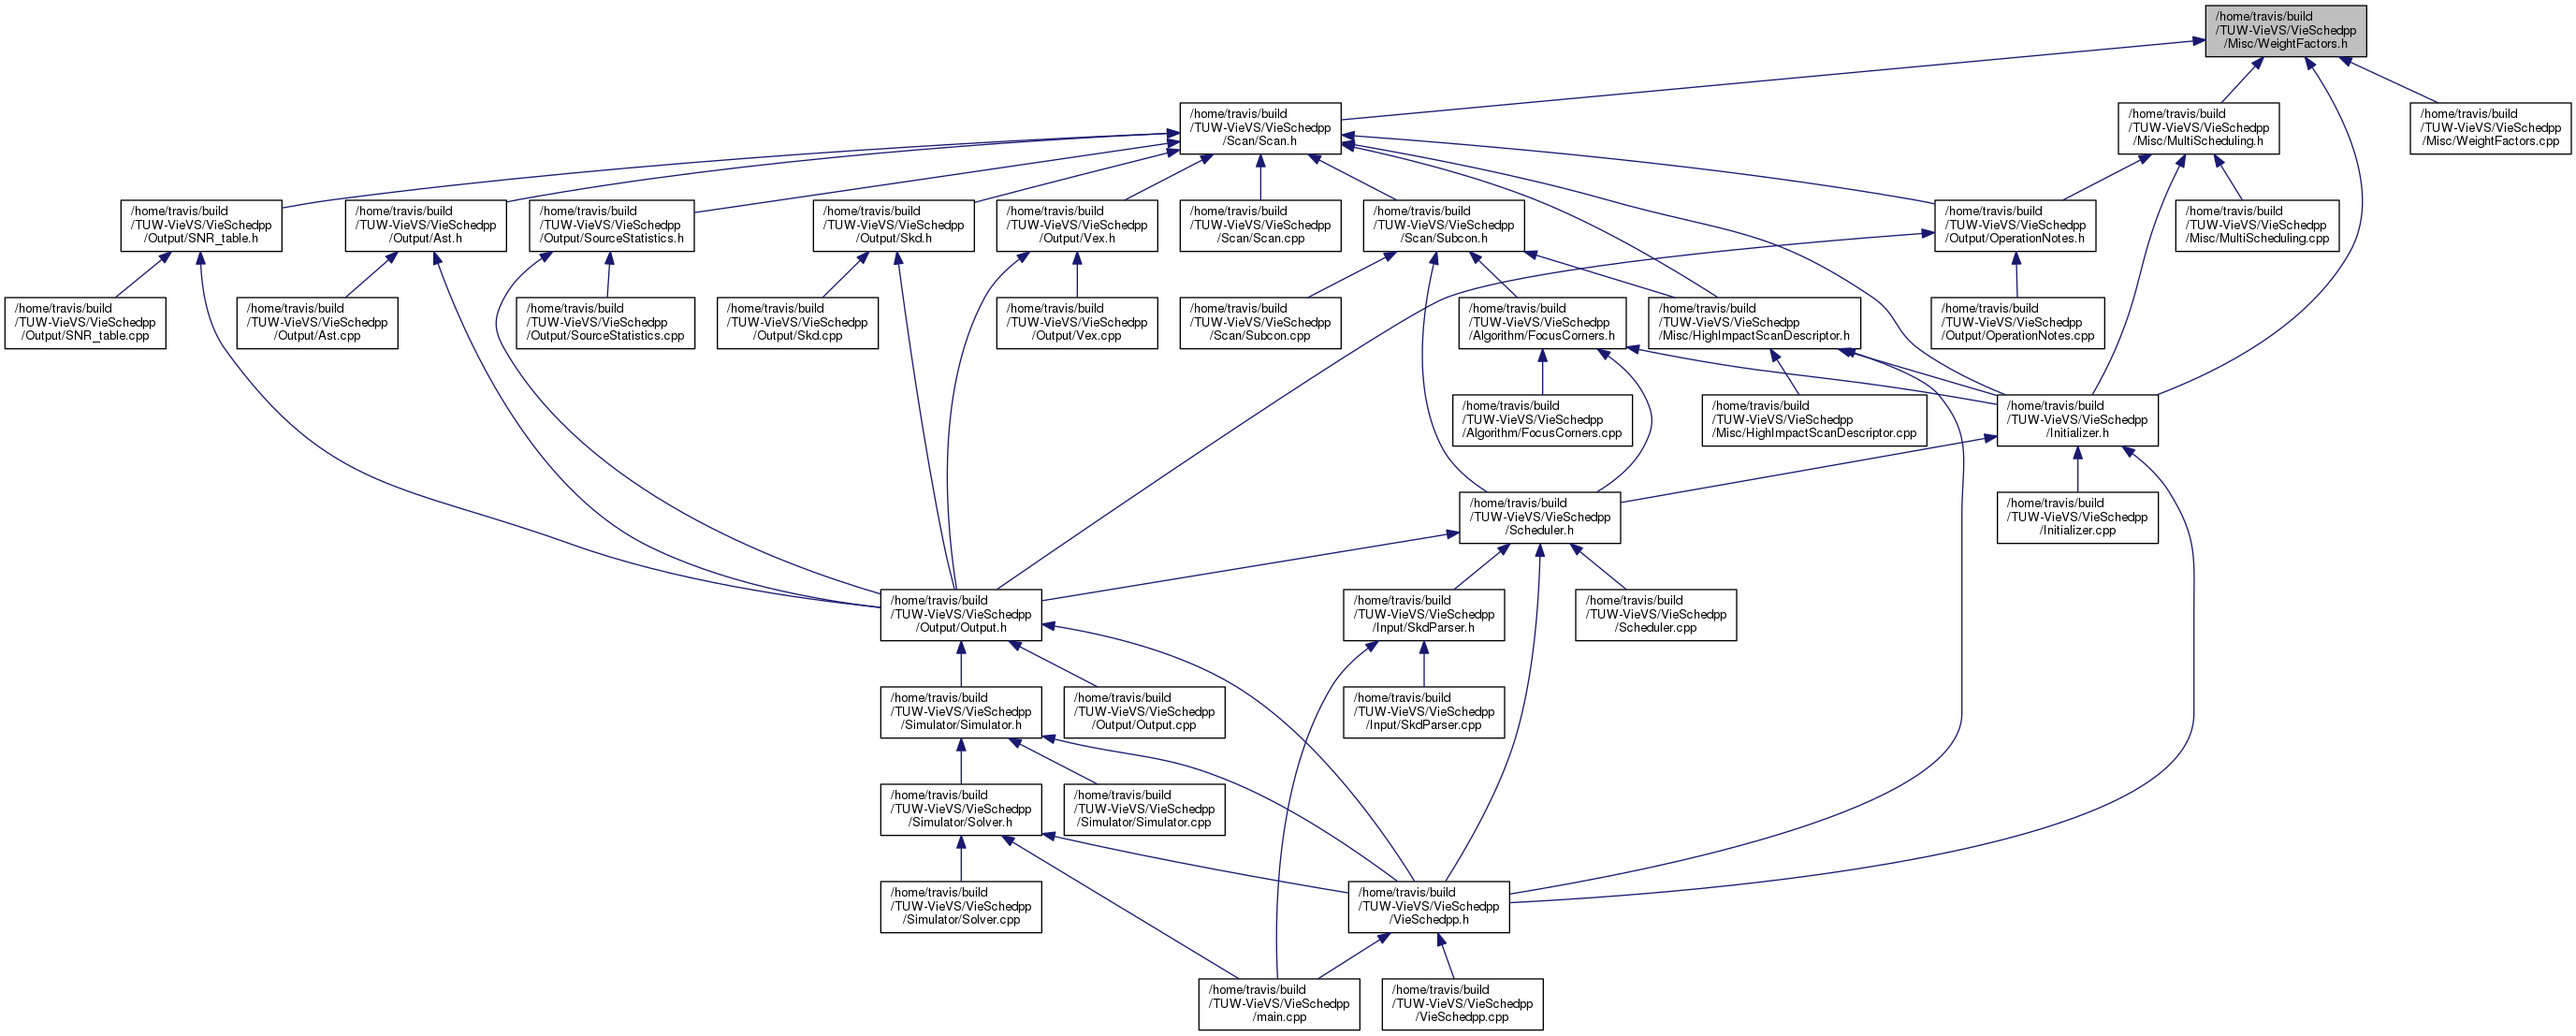 /home/travis/build
/TUW-VieVS/VieSchedpp
/Misc/WeightFactors.h
/home/travis/build
/TUW-VieVS/VieSchedpp
/Scan/Scan.h
/home/travis/build
/TUW-VieVS/VieSchedpp
/Misc/MultiScheduling.h
/home/travis/build
/TUW-VieVS/VieSchedpp
/Misc/WeightFactors.cpp
/home/travis/build
/TUW-VieVS/VieSchedpp
/Output/SNR_table.h
/home/travis/build
/TUW-VieVS/VieSchedpp
/Output/Ast.h
/home/travis/build
/TUW-VieVS/VieSchedpp
/Output/SourceStatistics.h
/home/travis/build
/TUW-VieVS/VieSchedpp
/Output/Skd.h
/home/travis/build
/TUW-VieVS/VieSchedpp
/Output/Vex.h
/home/travis/build
/TUW-VieVS/VieSchedpp
/Scan/Scan.cpp
/home/travis/build
/TUW-VieVS/VieSchedpp
/Scan/Subcon.h
/home/travis/build
/TUW-VieVS/VieSchedpp
/Output/OperationNotes.h
/home/travis/build
/TUW-VieVS/VieSchedpp
/Misc/MultiScheduling.cpp
/home/travis/build
/TUW-VieVS/VieSchedpp
/Output/SNR_table.cpp
/home/travis/build
/TUW-VieVS/VieSchedpp
/Output/Ast.cpp
/home/travis/build
/TUW-VieVS/VieSchedpp
/Output/SourceStatistics.cpp
/home/travis/build
/TUW-VieVS/VieSchedpp
/Output/Skd.cpp
/home/travis/build
/TUW-VieVS/VieSchedpp
/Output/Vex.cpp
/home/travis/build
/TUW-VieVS/VieSchedpp
/Scan/Subcon.cpp
/home/travis/build
/TUW-VieVS/VieSchedpp
/Algorithm/FocusCorners.h
/home/travis/build
/TUW-VieVS/VieSchedpp
/Misc/HighImpactScanDescriptor.h
/home/travis/build
/TUW-VieVS/VieSchedpp
/Output/OperationNotes.cpp
/home/travis/build
/TUW-VieVS/VieSchedpp
/Algorithm/FocusCorners.cpp
/home/travis/build
/TUW-VieVS/VieSchedpp
/Misc/HighImpactScanDescriptor.cpp
/home/travis/build
/TUW-VieVS/VieSchedpp
/Initializer.h
/home/travis/build
/TUW-VieVS/VieSchedpp
/Scheduler.h
/home/travis/build
/TUW-VieVS/VieSchedpp
/Initializer.cpp
/home/travis/build
/TUW-VieVS/VieSchedpp
/Output/Output.h
/home/travis/build
/TUW-VieVS/VieSchedpp
/Input/SkdParser.h
/home/travis/build
/TUW-VieVS/VieSchedpp
/Scheduler.cpp
/home/travis/build
/TUW-VieVS/VieSchedpp
/Simulator/Simulator.h
/home/travis/build
/TUW-VieVS/VieSchedpp
/Output/Output.cpp
/home/travis/build
/TUW-VieVS/VieSchedpp
/Input/SkdParser.cpp
/home/travis/build
/TUW-VieVS/VieSchedpp
/Simulator/Solver.h
/home/travis/build
/TUW-VieVS/VieSchedpp
/Simulator/Simulator.cpp
/home/travis/build
/TUW-VieVS/VieSchedpp
/Simulator/Solver.cpp
/home/travis/build
/TUW-VieVS/VieSchedpp
/VieSchedpp.h
/home/travis/build
/TUW-VieVS/VieSchedpp
/main.cpp
/home/travis/build
/TUW-VieVS/VieSchedpp
/VieSchedpp.cpp